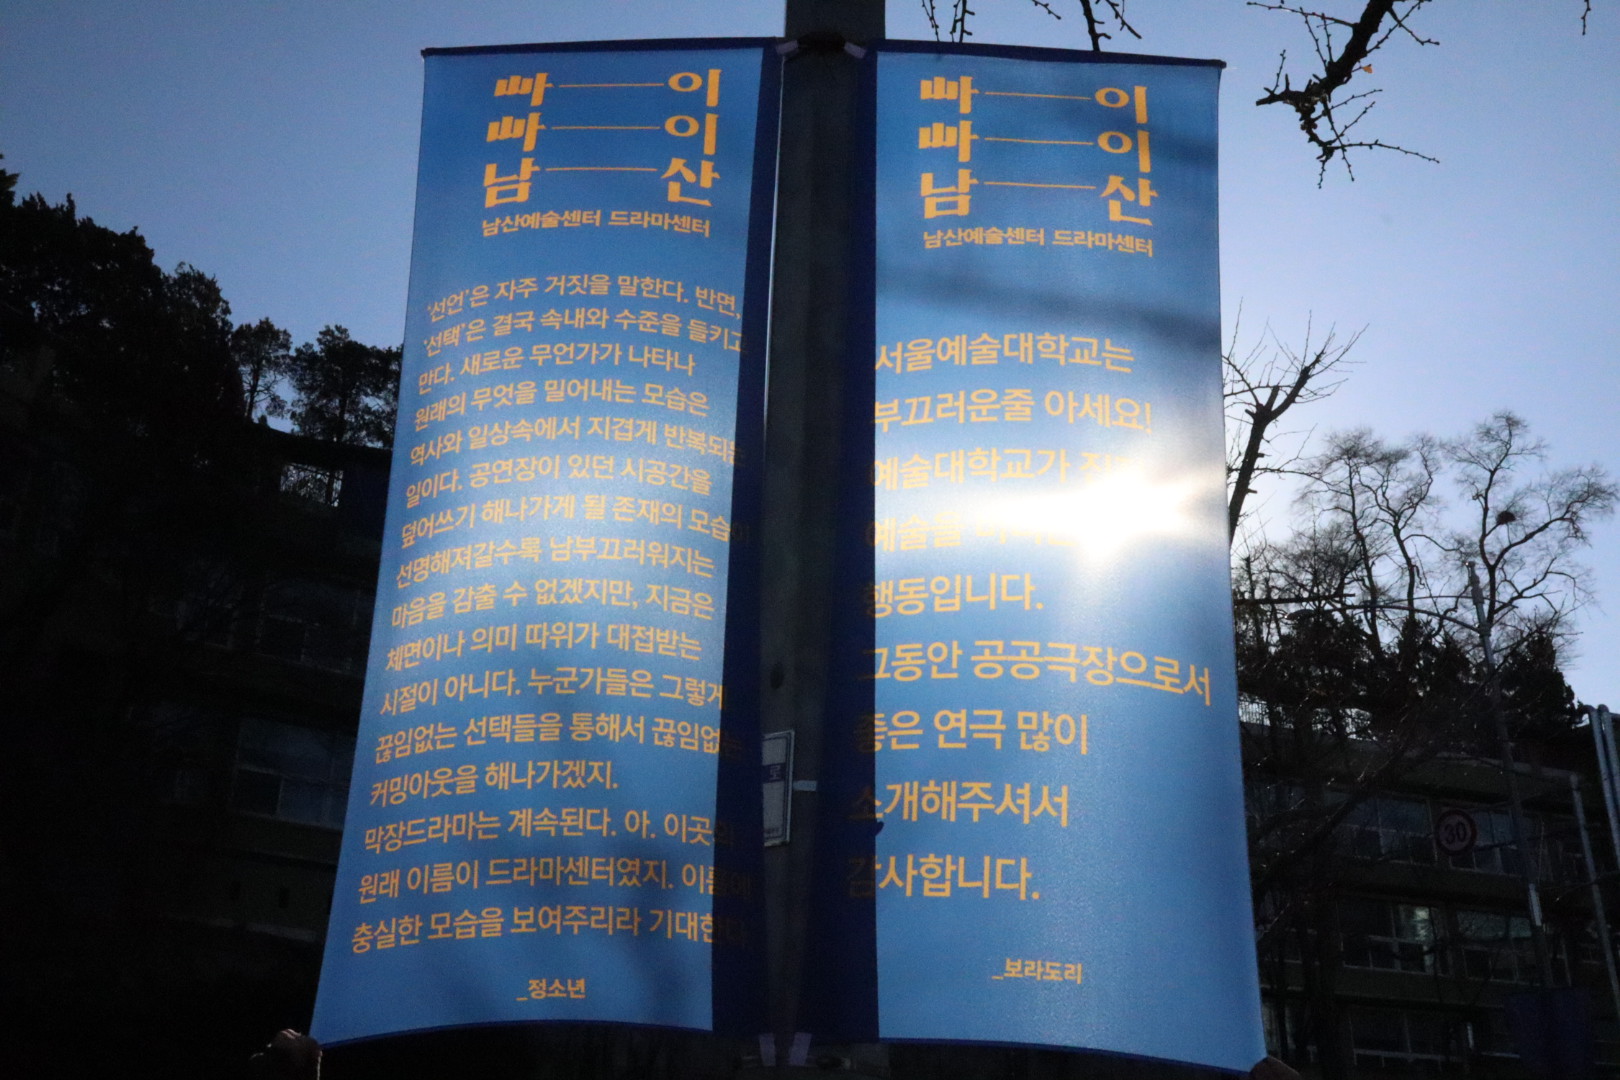 빠이
빠이
남산
남산예술센터 드라마센터
‘선언’은 자주 거짓을 말한다. 반면,
‘선택’은 결국 속내와 수준을 들키고
만다. 새로운 무언가가 나타나
원래의 무엇을 밀어내는 모습은
역사와 일상속에서 지겹게 반복되는
일이다. 공연장이 있던 시공간을
덮어쓰기 해나가게 될 존재의 모습이
선명해져갈수록 남부끄러워지는
마음을 감출 수 없겠지만, 지금은
체면이나 의미 따위가 대접받는
시절이 아니다. 누군가들은 그렇게
끊임없는 선택들을 통해서 끊임없는
커밍아웃을 해나가겠지.
막장드라마는 계속된다. 아. 이곳의
원래 이름이 드라마센터였지. 이름에
충실한 모습을 보여주리라 기대한다.
_정소년
빠이
빠이
남산
남산예술센터 드라마센터
서울예술대학교는
부끄러운줄 아세요!
예술대학교가
예술을
행동입니다.
그동안 공공극장으로서
좋은 연극 많이
소개해주셔서
감사합니다.
_보라도리
로
30